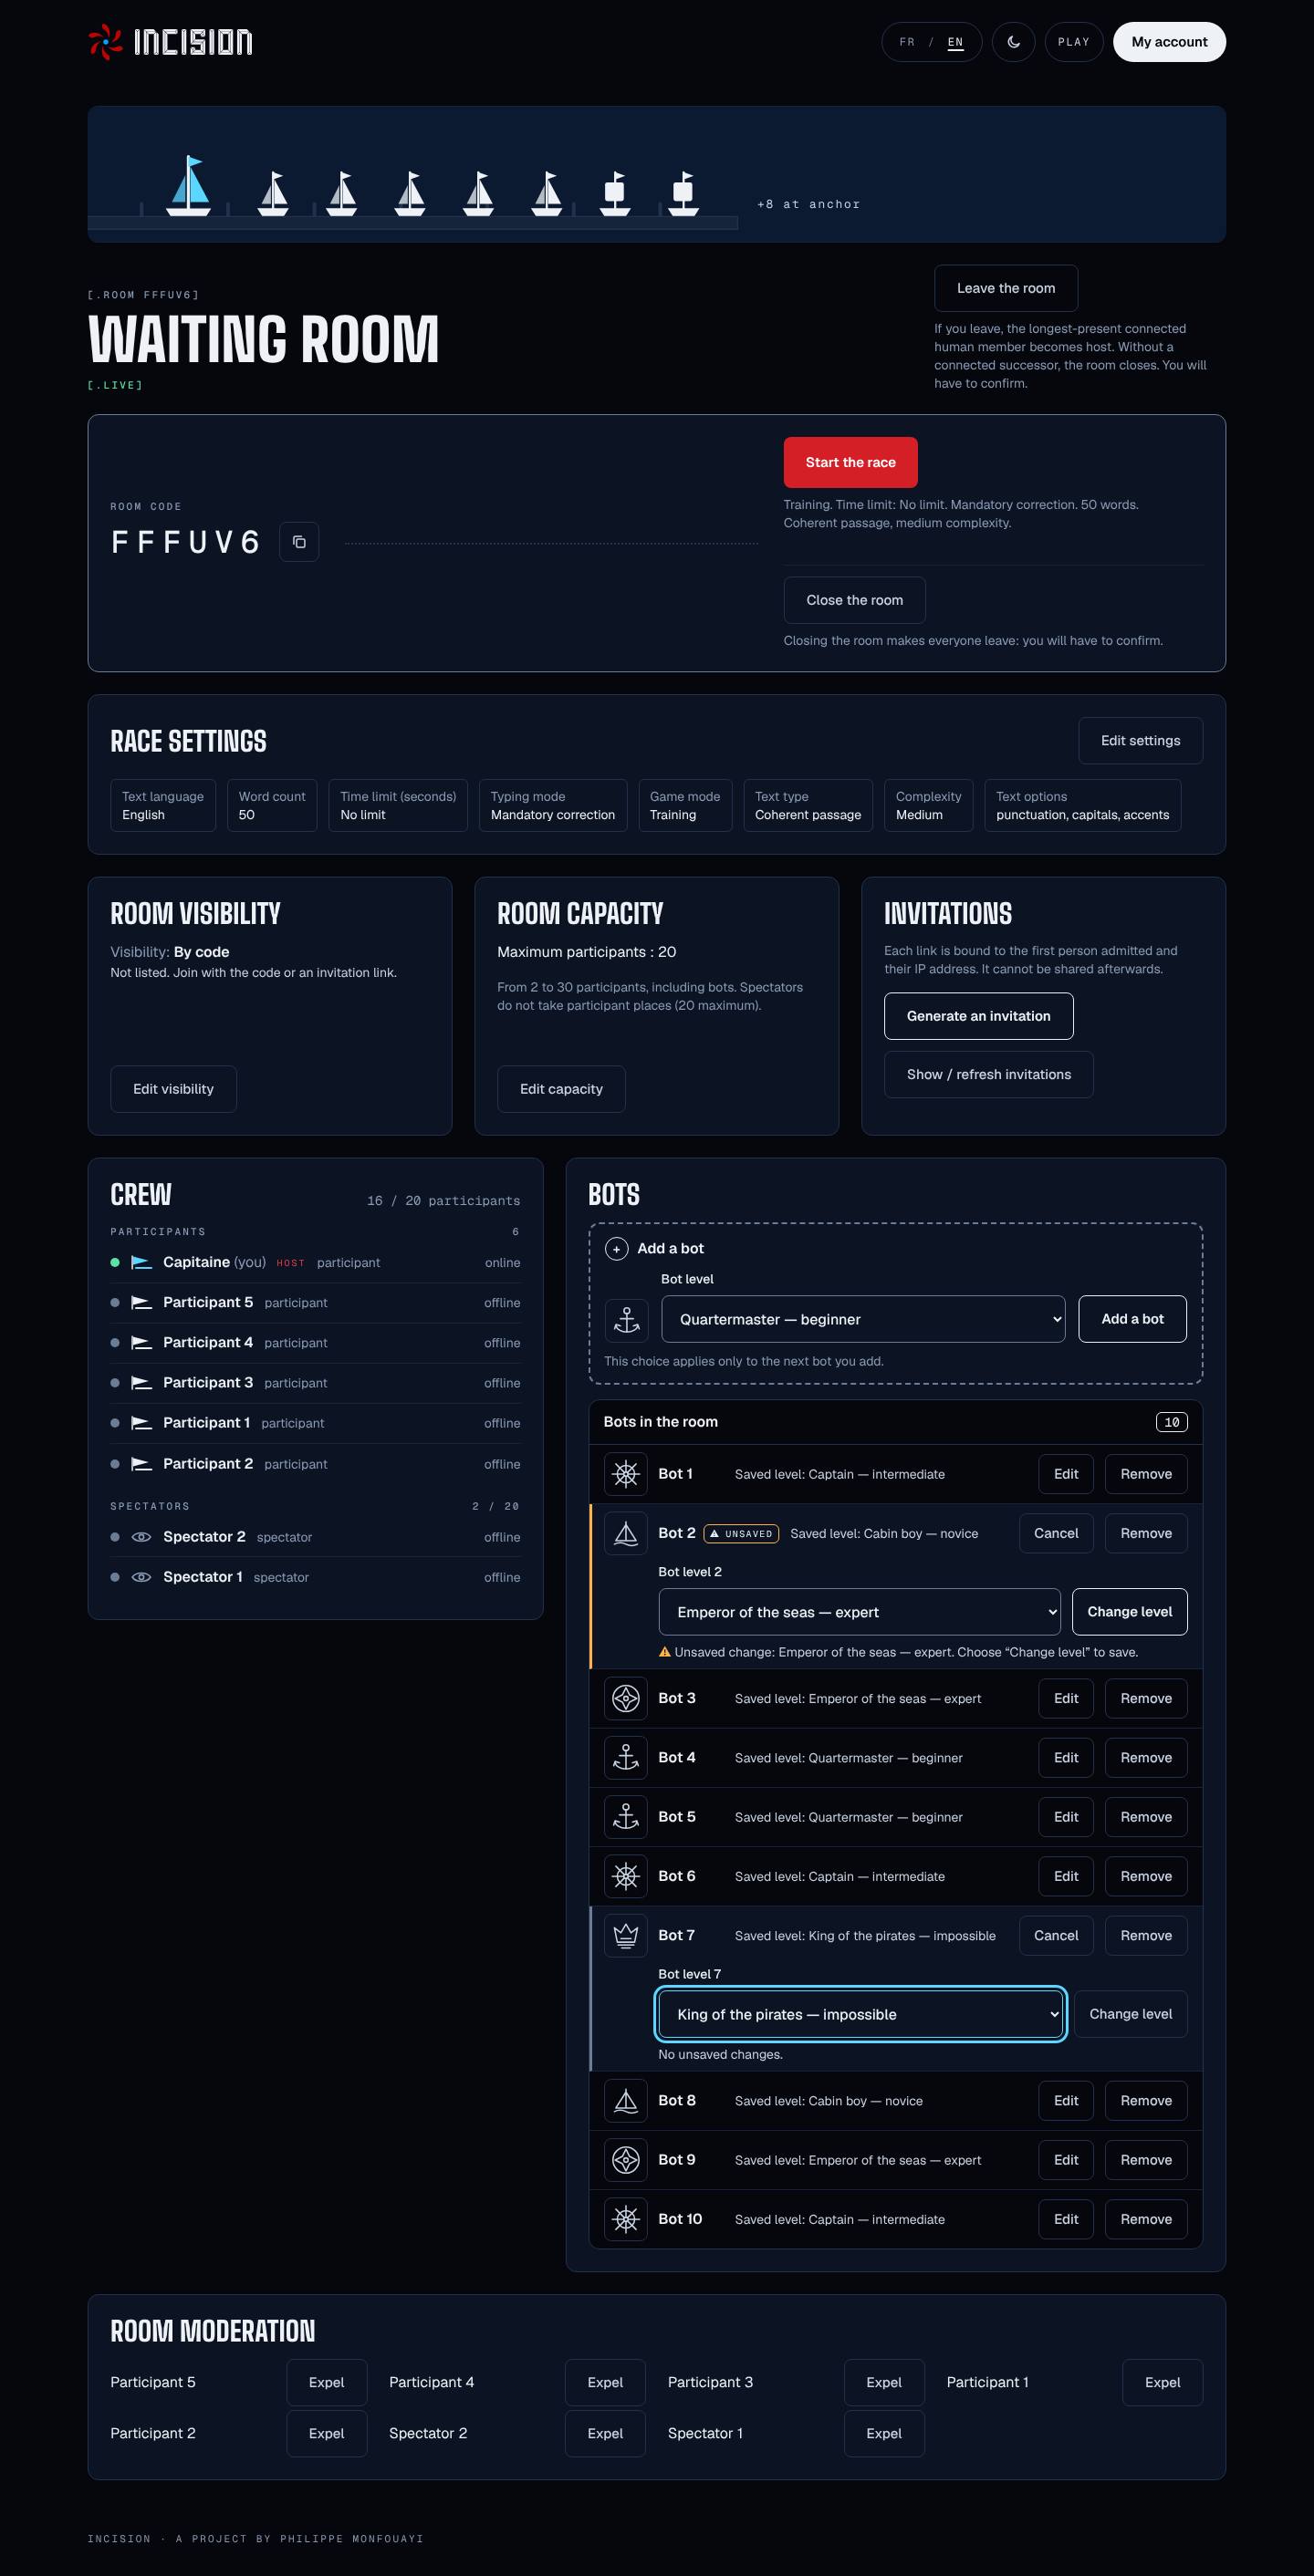 INCISION
FR / EN
PLAY
My account
+8 at anchor
[.ROOM FFFUV6]
WAITING ROOM
[.LIVE]
Leave the room
If you leave, the longest-present connected
human member becomes host. Without a
connected successor, the room closes. You will
have to confirm.
ROOM CODE
FFFUV6
Start the race
Training. Time limit: No limit. Mandatory correction. 50 words.
Coherent passage, medium complexity.
Close the room
Closing the room makes everyone leave: you will have to confirm.
RACE SETTINGS
Edit settings
Text language
English
Word count
50
Time limit (seconds)
No limit
Typing mode
Mandatory correction
Game mode
Training
Text type
Coherent passage
Complexity
Medium
Text options
punctuation, capitals, accents
ROOM VISIBILITY
Visibility: By code
Not listed. Join with the code or an invitation link.
Edit visibility
ROOM CAPACITY
Maximum participants : 20
From 2 to 30 participants, including bots. Spectators
do not take participant places (20 maximum).
Edit capacity
INVITATIONS
Each link is bound to the first person admitted and
their IP address. It cannot be shared afterwards.
Generate an invitation
Show / refresh invitations
CREW
16 / 20 participants
PARTICIPANTS 6
Capitaine (you) HOST participant online
Participant 5 participant offline
Participant 4 participant offline
Participant 3 participant offline
Participant 1 participant offline
Participant 2 participant offline
SPECTATORS 2 / 20
Spectator 2 spectator offline
Spectator 1 spectator offline
BOTS
+ Add a bot
Bot level
Quartermaster — beginner
Add a bot
This choice applies only to the next bot you add.
Bots in the room 10
Bot 1 Saved level: Captain — intermediate Edit Remove
Bot 2 UNSAVED Saved level: Cabin boy — novice Cancel Remove
Bot level 2
Emperor of the seas — expert Change level
Unsaved change: Emperor of the seas — expert. Choose “Change level” to save.
Bot 3 Saved level: Emperor of the seas — expert Edit Remove
Bot 4 Saved level: Quartermaster — beginner Edit Remove
Bot 5 Saved level: Quartermaster — beginner Edit Remove
Bot 6 Saved level: Captain — intermediate Edit Remove
Bot 7 Saved level: King of the pirates — impossible Cancel Remove
Bot level 7
King of the pirates — impossible Change level
No unsaved changes.
Bot 8 Saved level: Cabin boy — novice Edit Remove
Bot 9 Saved level: Emperor of the seas — expert Edit Remove
Bot 10 Saved level: Captain — intermediate Edit Remove
ROOM MODERATION
Participant 5 Expel Participant 4 Expel Participant 3 Expel Participant 1 Expel
Participant 2 Expel Spectator 2 Expel Spectator 1 Expel
INCISION · A PROJECT BY PHILIPPE MONFOUAYI